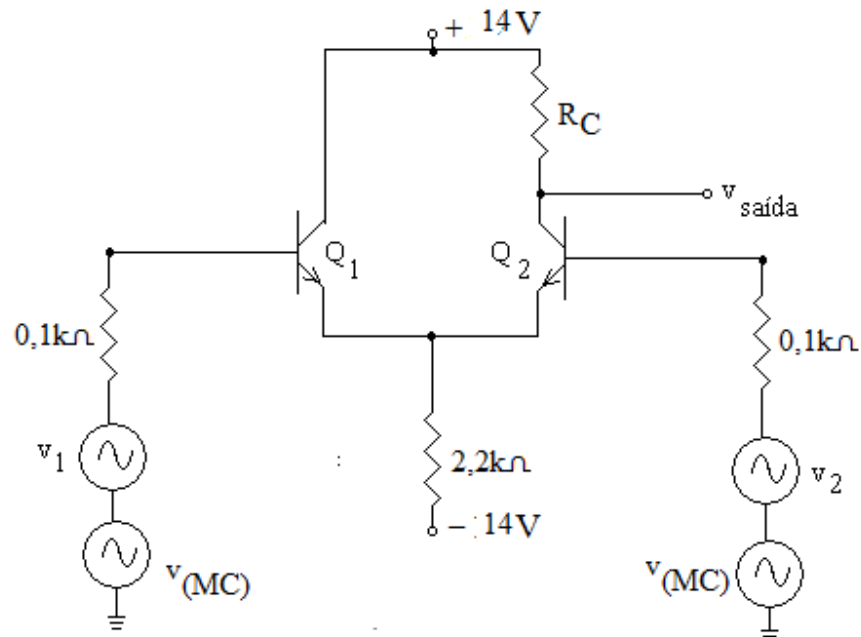 + 14V
R_C
v_saída
Q_1
Q_2
0,1kΩ
0,1kΩ
v_1
2,2kΩ
v_2
− 14V
v_(MC)
v_(MC)